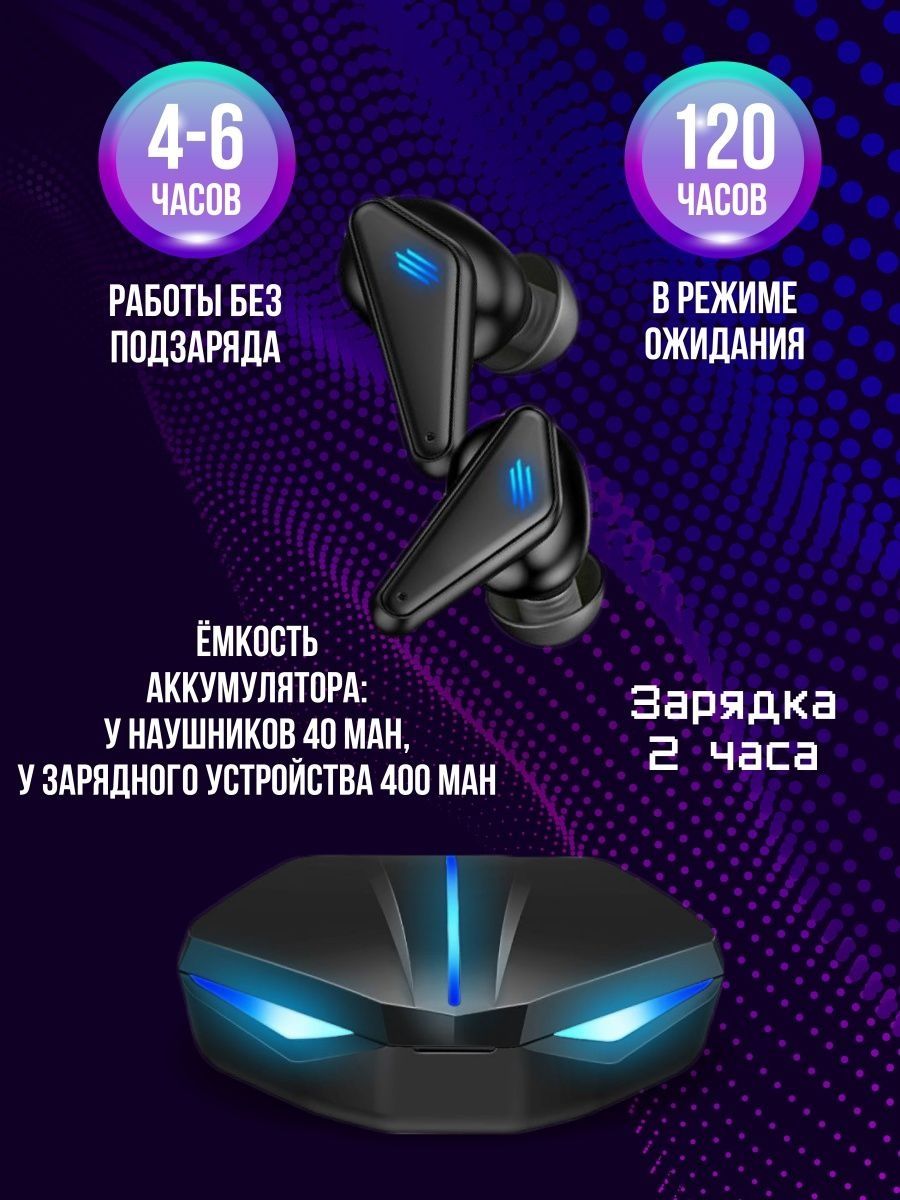 4-6
ЧАСОВ
РАБОТЫ БЕЗ
ПОДЗАРЯДА
120
ЧАСОВ
В РЕЖИМЕ
ОЖИДАНИЯ
ЁМКОСТЬ
АККУМУЛЯТОРА:
У НАУШНИКОВ 40 МАН,
У ЗАРЯДНОГО УСТРОЙСТВА 400 МАН
Зарядка
2 часа